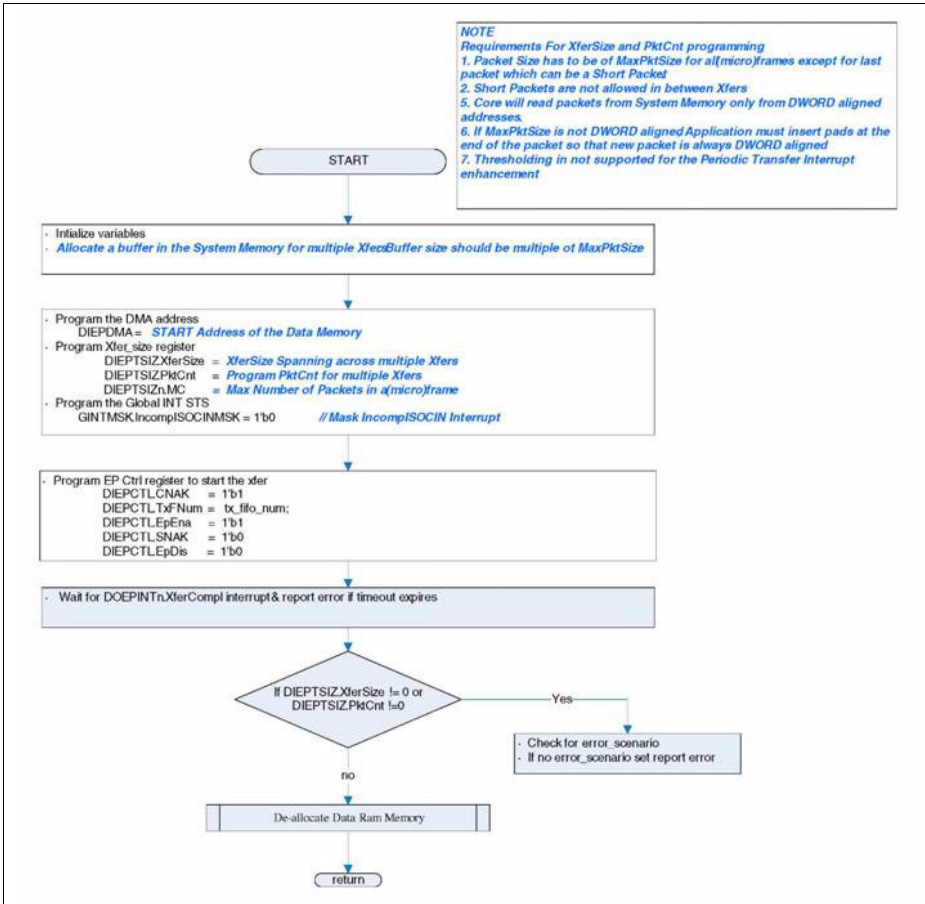 NOTE
Requirements For XferSize and PktCnt programming
1. Packet Size has to be of MaxPktSize for all(micro)frames except for last
packet which can be a Short Packet
2. Short Packets are not allowed in between Xfers
5. Core will read packets from System Memory only from DWORD aligned
addresses.
6. If MaxPktSize is not DWORD aligned, Application must insert pads at the
end of the packet so that new packet is always DWORD aligned
7. Thresholding in not supported for the Periodic Transfer Interrupt
enhancement
START
· Intialize variables
· Allocate a buffer in the System Memory for multiple Xfers.Buffer size should be multiple of MaxPktSize
· Program the DMA address
DIEPDMA = START Address of the Data Memory
· Program Xfer_size register
DIEPTSIZ.XferSize = XferSize Spanning across multiple Xfers
DIEPTSIZ.PktCnt = Program PktCnt for multiple Xfers
DIEPTSIZn.MC = Max Number of Packets in a(micro)frame
· Program the Global INT STS
GINTMSK.IncompISOCINMSK = 1'b0 // Mask IncompISOCIN Interrupt
· Program EP Ctrl register to start the xfer
DIEPCTL.CNAK = 1'b1
DIEPCTL.TxFNum = tx_fifo_num;
DIEPCTL.EpEna = 1'b1
DIEPCTL.SNAK = 1'b0
DIEPCTL.EpDis = 1'b0
· Wait for DOEPINTn.XferCompl interrupt & report error if timeout expires
If DIEPTSIZ.XferSize != 0 or
DIEPTSIZ.PktCnt !=0
Yes
· Check for error_scenario
· If no error_scenario set report error
no
De-allocate Data Ram Memory
return